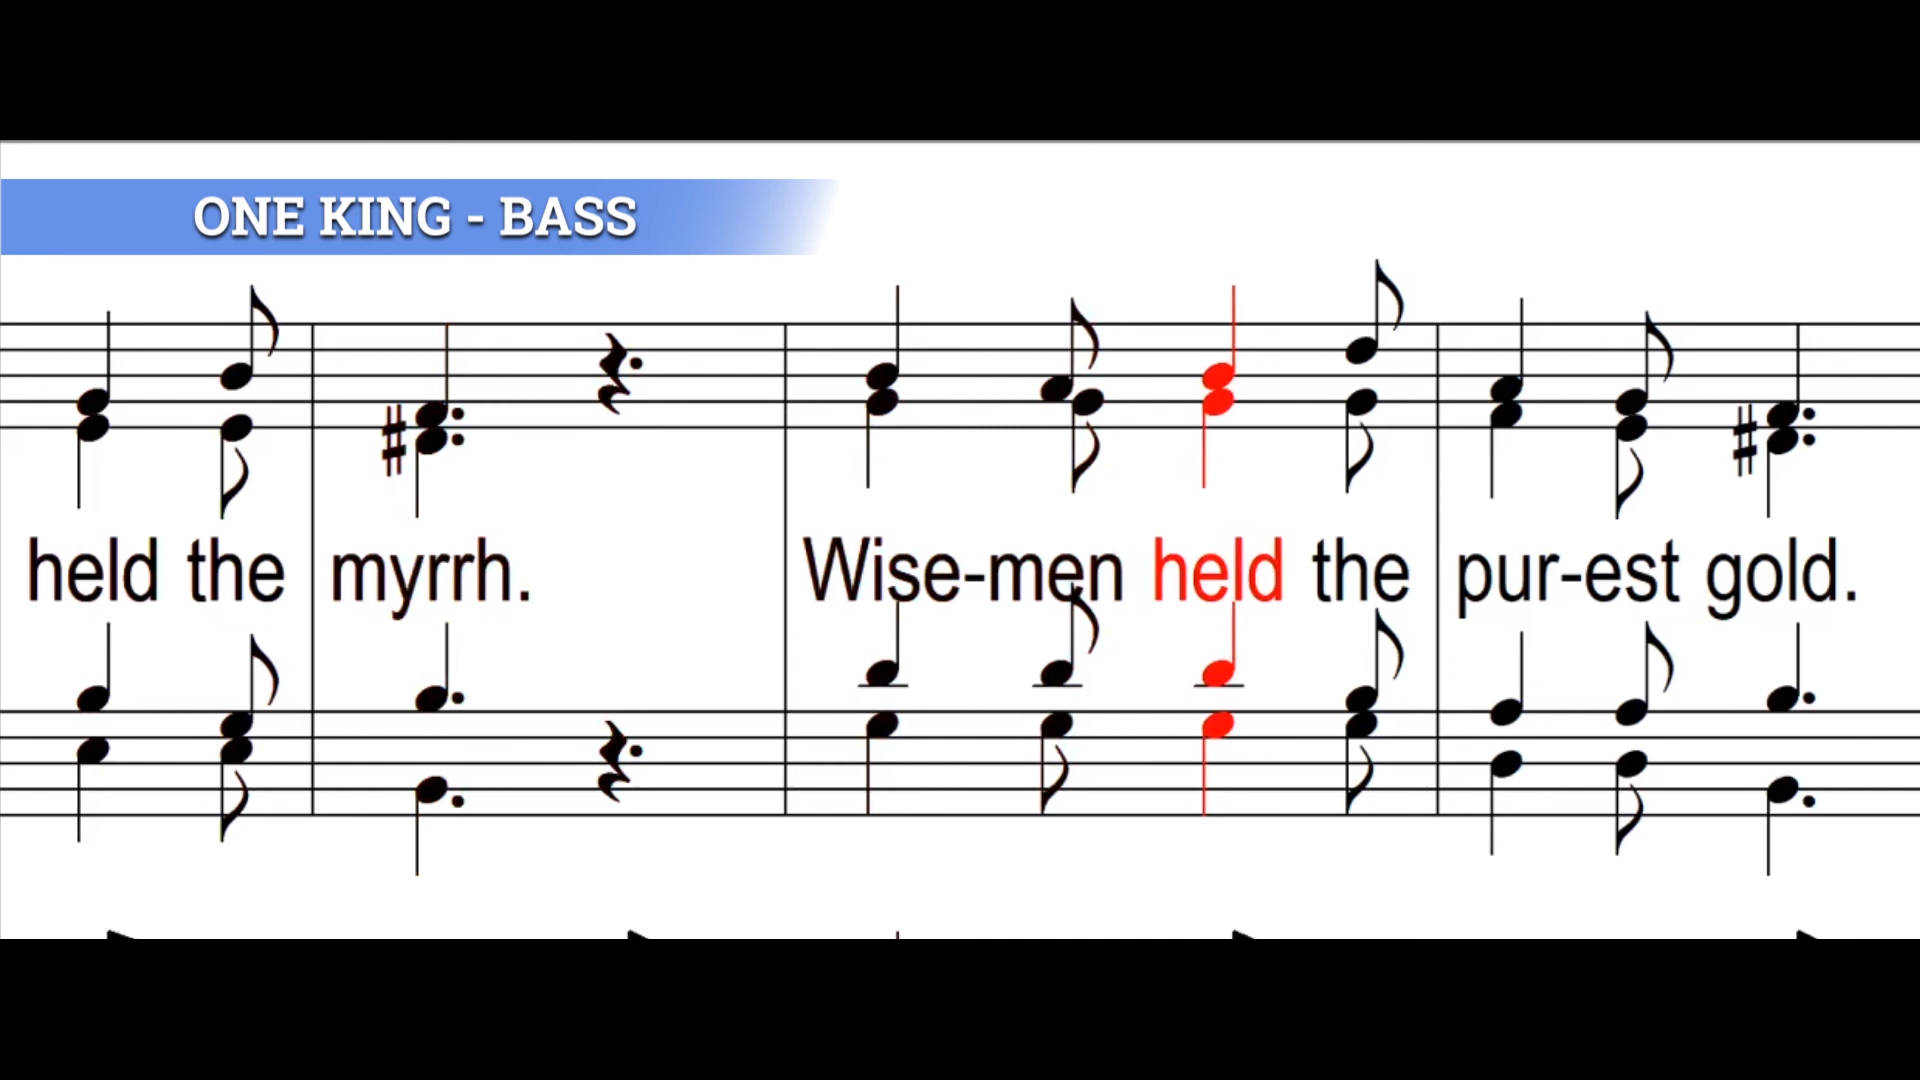 ONE KING - BASS
held the myrrh. Wise-men held the pur-est gold.